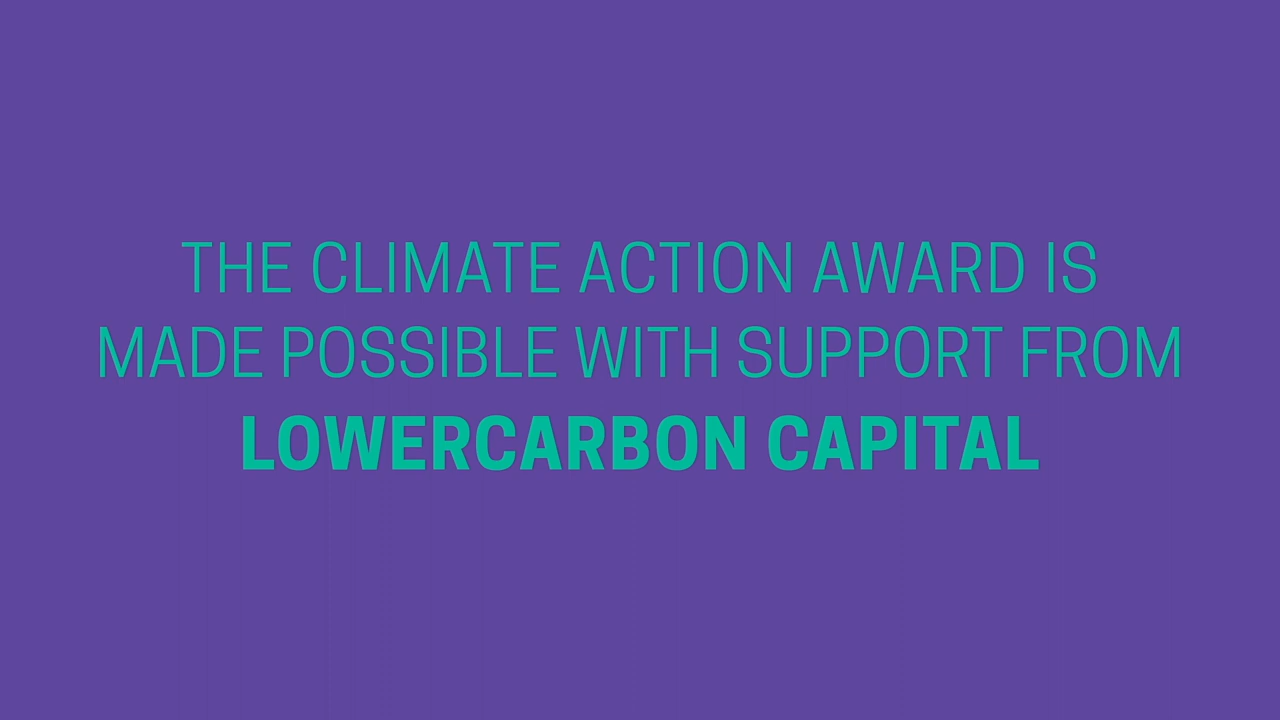 THE CLIMATE ACTION AWARD IS
MADE POSSIBLE WITH SUPPORT FROM
LOWERCARBON CAPITAL